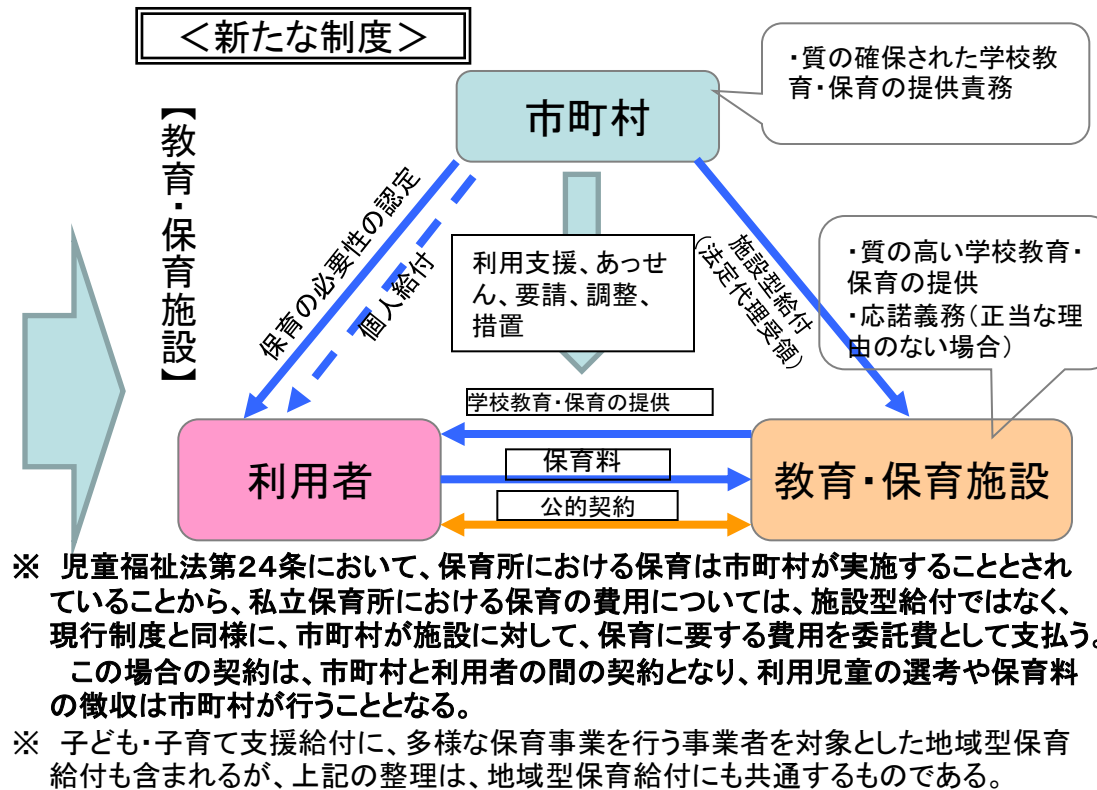 ＜新たな制度＞
・質の確保された学校教
育・保育の提供責務
市町村
【教育・保育施設】
保育の必要性の認定
個人給付
利用支援、あっせ
ん、要請、調整、
措置
施設型給付
（法定代理受領）
・質の高い学校教育・
保育の提供
・応諾義務（正当な理
由のない場合）
学校教育・保育の提供
利用者
保育料
教育・保育施設
公的契約
※　児童福祉法第２４条において、保育所における保育は市町村が実施することとされ
ていることから、私立保育所における保育の費用については、施設型給付ではなく、
現行制度と同様に、市町村が施設に対して、保育に要する費用を委託費として支払う。
この場合の契約は、市町村と利用者の間の契約となり、利用児童の選考や保育料
の徴収は市町村が行うこととなる。
※　子ども・子育て支援給付に、多様な保育事業を行う事業者を対象とした地域型保育
給付も含まれるが、上記の整理は、地域型保育給付にも共通するものである。